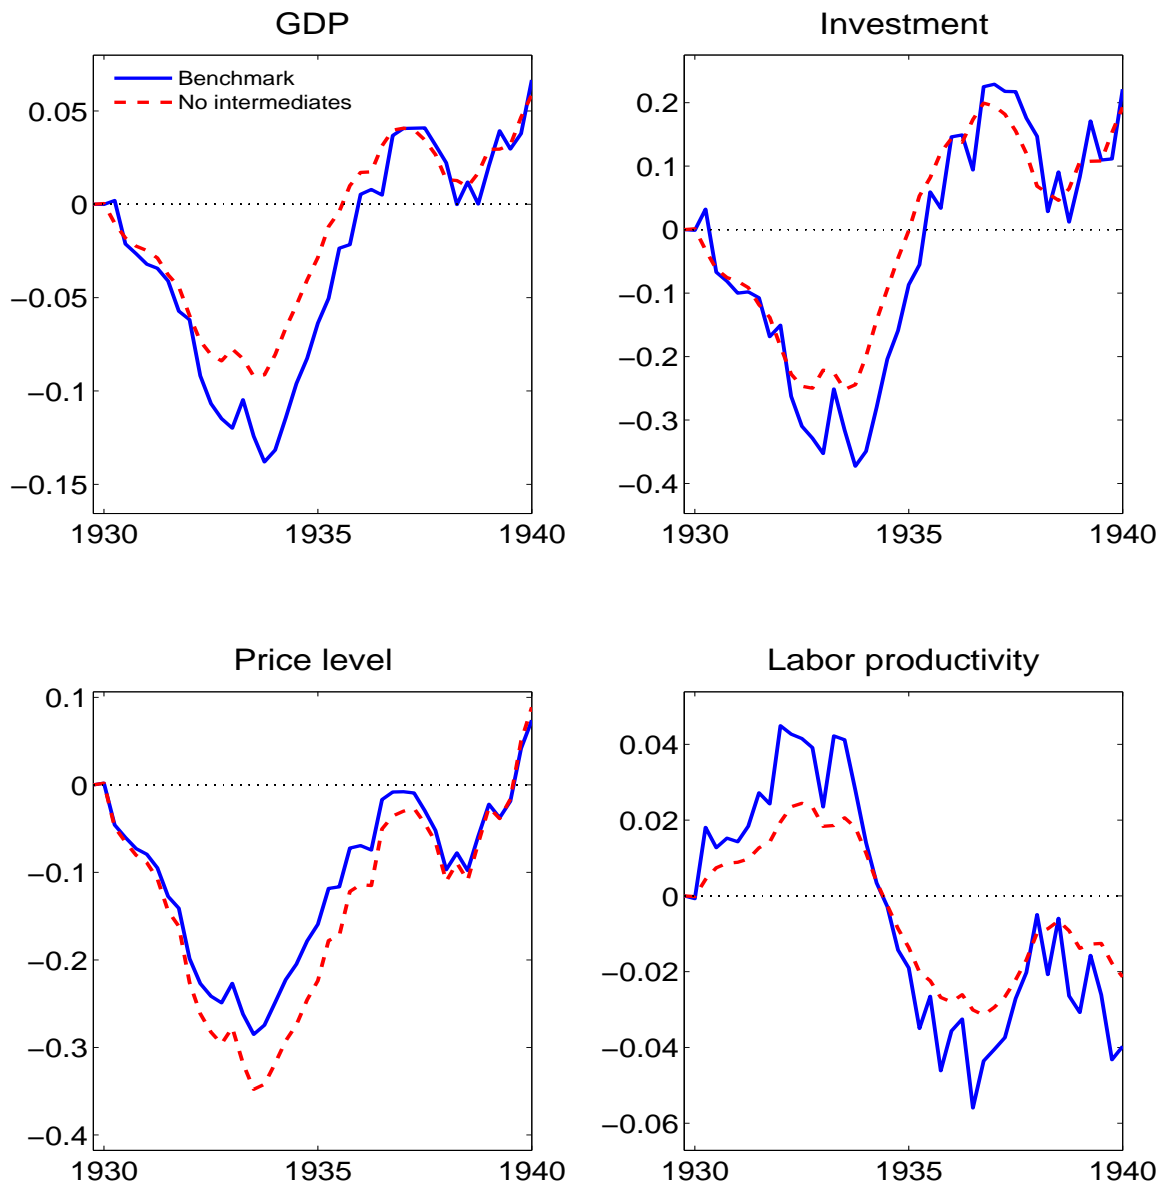 GDP
Benchmark
No intermediates
0.05
0
−0.05
−0.1
−0.15
1930 1935 1940
Investment
0.2
0.1
0
−0.1
−0.2
−0.3
−0.4
1930 1935 1940
Price level
0.1
0
−0.1
−0.2
−0.3
−0.4
1930 1935 1940
Labor productivity
0.04
0.02
0
−0.02
−0.04
−0.06
1930 1935 1940